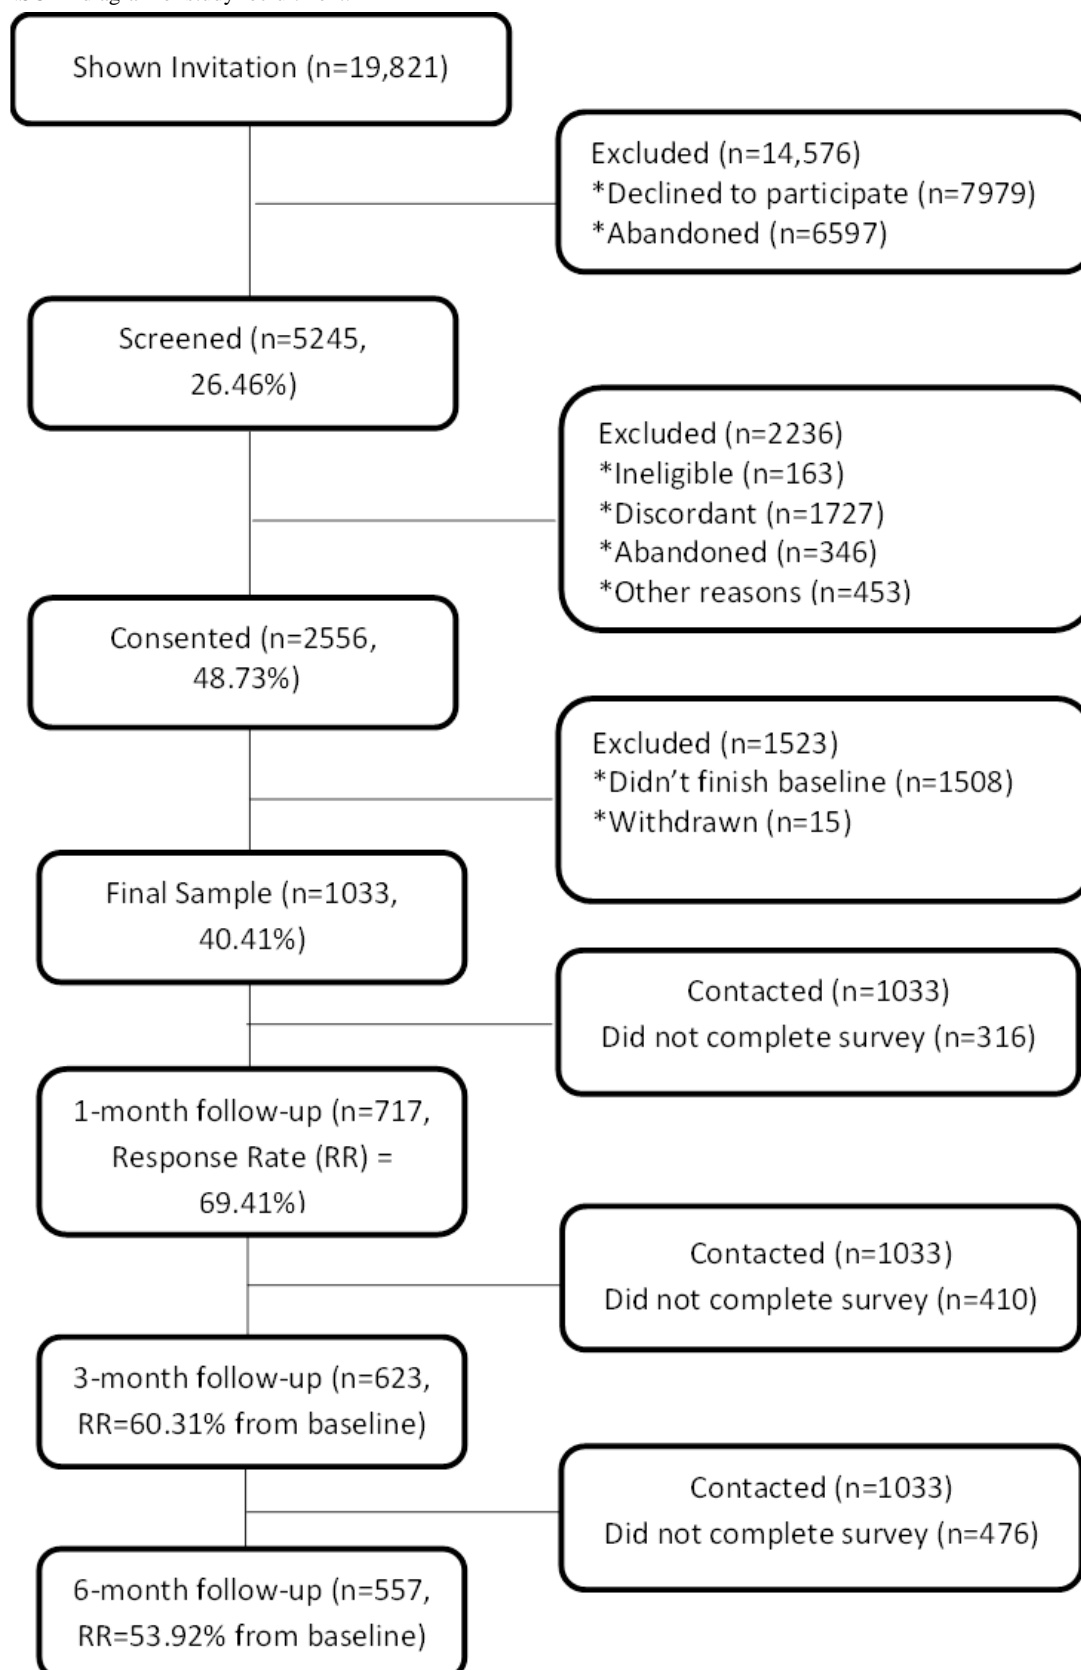 Shown Invitation (n=19,821)
Excluded (n=14,576)
*Declined to participate (n=7979)
*Abandoned (n=6597)
Screened (n=5245,
26.46%)
Excluded (n=2236)
*Ineligible (n=163)
*Discordant (n=1727)
*Abandoned (n=346)
*Other reasons (n=453)
Consented (n=2556,
48.73%)
Excluded (n=1523)
*Didn’t finish baseline (n=1508)
*Withdrawn (n=15)
Final Sample (n=1033,
40.41%)
Contacted (n=1033)
Did not complete survey (n=316)
1-month follow-up (n=717,
Response Rate (RR) =
69.41%)
Contacted (n=1033)
Did not complete survey (n=410)
3-month follow-up (n=623,
RR=60.31% from baseline)
Contacted (n=1033)
Did not complete survey (n=476)
6-month follow-up (n=557,
RR=53.92% from baseline)